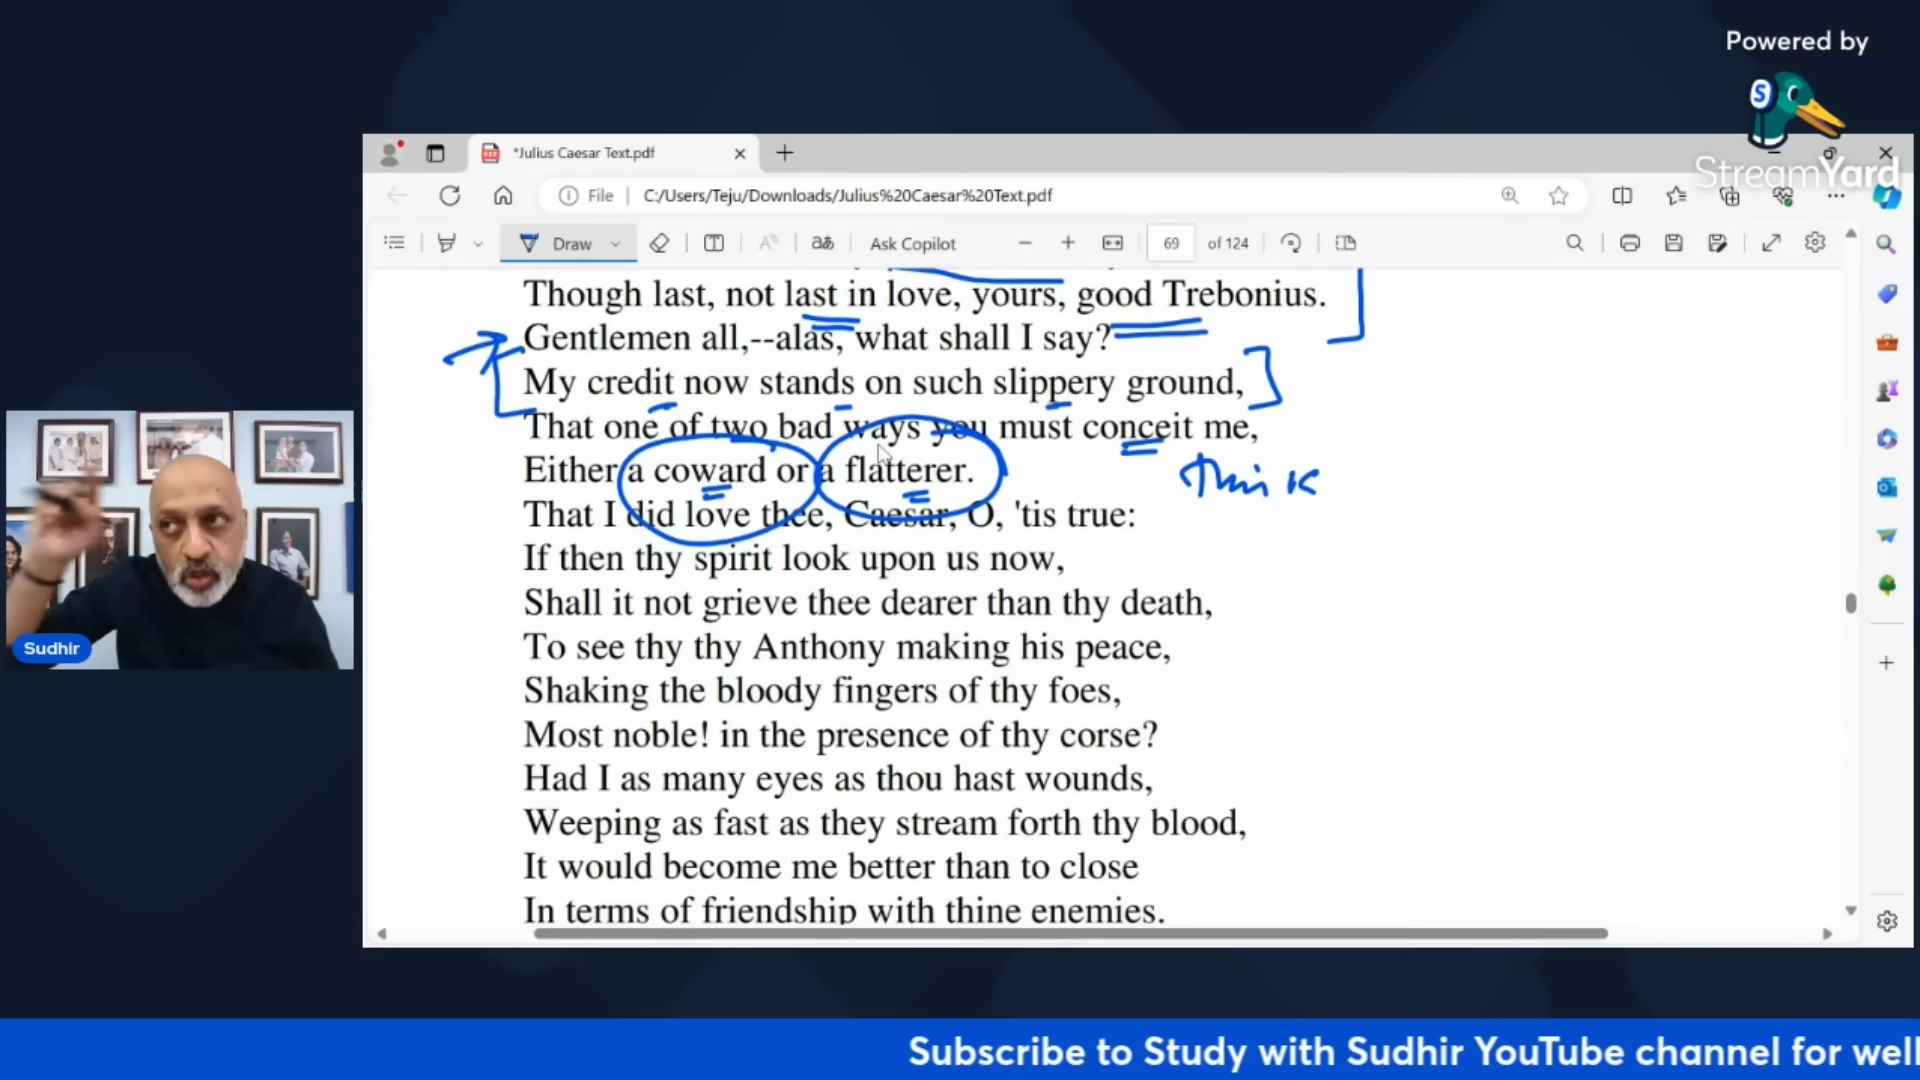 Powered by
StreamYard
*Julius Caesar Text.pdf
File
C:/Users/Teju/Downloads/Julius%20Caesar%20Text.pdf
Draw
aあ
Ask Copilot
69
of 124
Though last, not last in love, yours, good Trebonius.
Gentlemen all,--alas, what shall I say?
My credit now stands on such slippery ground,
That one of two bad ways you must conceit me,
Either a coward or a flatterer.
think
That I did love thee, Caesar, O, 'tis true:
If then thy spirit look upon us now,
Shall it not grieve thee dearer than thy death,
To see thy thy Anthony making his peace,
Shaking the bloody fingers of thy foes,
Most noble! in the presence of thy corse?
Had I as many eyes as thou hast wounds,
Weeping as fast as they stream forth thy blood,
It would become me better than to close
In terms of friendship with thine enemies.
Sudhir
Subscribe to Study with Sudhir YouTube channel for well